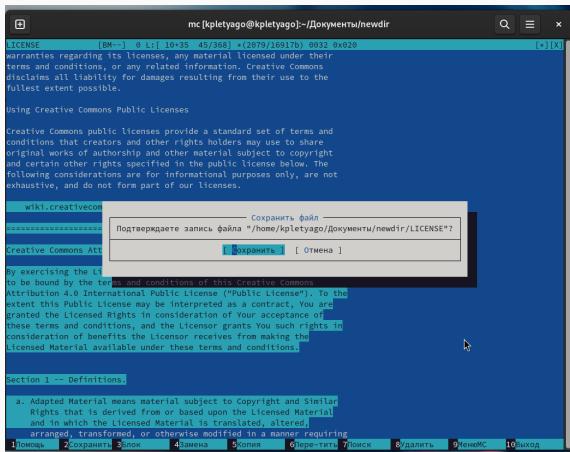 mc [kpletyago@kpletyago]:~/Документы/newdir
LICENSE [BM--] 0 L:[ 10+35 45/368] *(2079/16917b) 0032 0x020 [*][X]
warranties regarding its licenses, any material licensed under their
terms and conditions, or any related information. Creative Commons
disclaims all liability for damages resulting from their use to the
fullest extent possible.
Using Creative Commons Public Licenses
Creative Commons public licenses provide a standard set of terms and
conditions that creators and other rights holders may use to share
original works of authorship and other material subject to copyright
and certain other rights specified in the public license below. The
following considerations are for informational purposes only, are not
exhaustive, and do not form part of our licenses.
wiki.creativecom
Сохранить файл
Подтверждаете запись файла "/home/kpletyago/Документы/newdir/LICENSE"?
[ Сохранить ] [ Отмена ]
=====================
Creative Commons Att
By exercising the Li
to be bound by the terms and conditions of this Creative Commons
Attribution 4.0 International Public License ("Public License"). To the
extent this Public License may be interpreted as a contract, You are
granted the Licensed Rights in consideration of Your acceptance of
these terms and conditions, and the Licensor grants You such rights in
consideration of benefits the Licensor receives from making the
Licensed Material available under these terms and conditions.
Section 1 -- Definitions.
a. Adapted Material means material subject to Copyright and Similar
Rights that is derived from or based upon the Licensed Material
and in which the Licensed Material is translated, altered,
arranged, transformed, or otherwise modified in a manner requiring
1Помощь 2Сохранить 3Блок 4Замена 5Копия 6Пере~тить 7Поиск 8Удалить 9МенюMC 10Выход